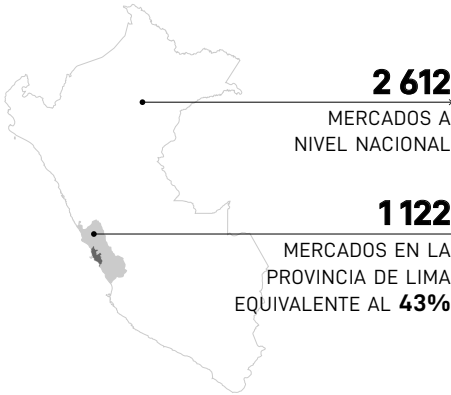 2 612
MERCADOS A
NIVEL NACIONAL
1 122
MERCADOS EN LA
PROVINCIA DE LIMA
EQUIVALENTE AL 43%